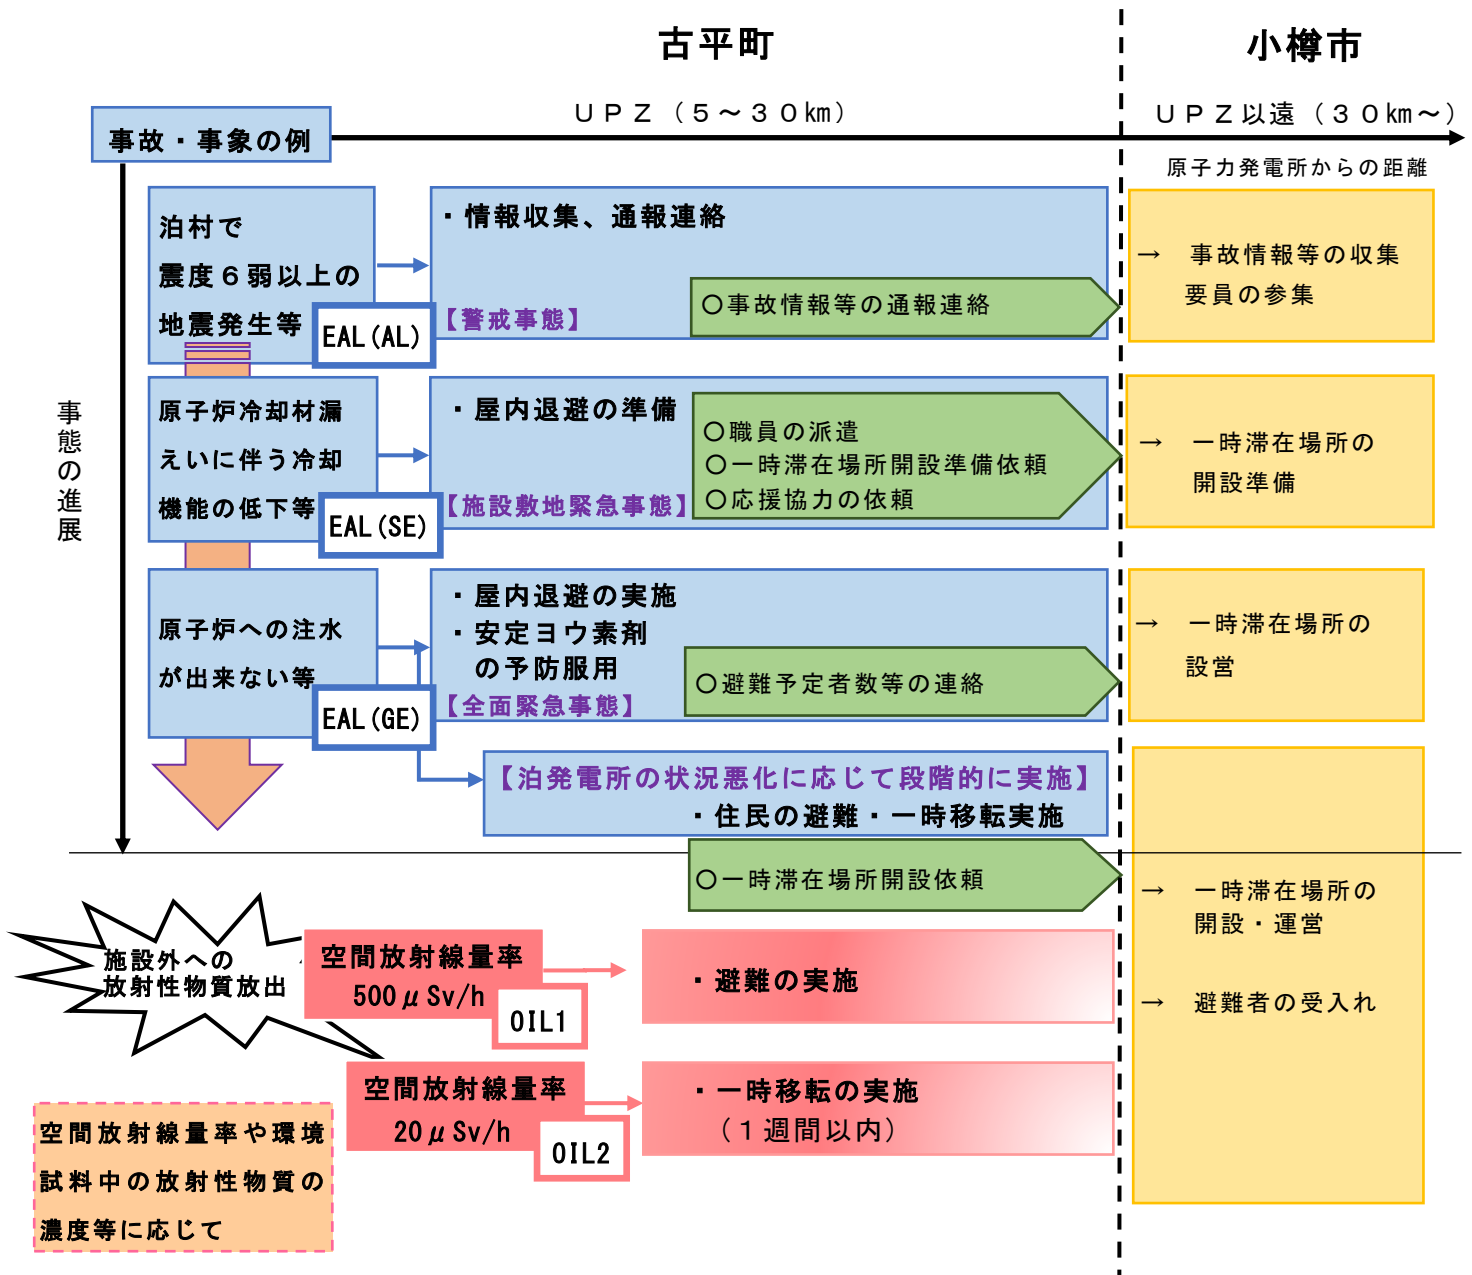 古平町
小樽市
ＵＰＺ（５～３０㎞）
ＵＰＺ以遠（３０㎞～）
事故・事象の例
原子力発電所からの距離
事態の進展
泊村で
震度６弱以上の
地震発生等
EAL(AL)
・情報収集、通報連絡
【警戒事態】
〇事故情報等の通報連絡
→　事故情報等の収集
要員の参集
原子炉冷却材漏
えいに伴う冷却
機能の低下等
EAL(SE)
・屋内退避の準備
【施設敷地緊急事態】
〇職員の派遣
〇一時滞在場所開設準備依頼
〇応援協力の依頼
→　一時滞在場所の
開設準備
原子炉への注水
が出来ない等
EAL(GE)
・屋内退避の実施
・安定ヨウ素剤
の予防服用
【全面緊急事態】
〇避難予定者数等の連絡
→　一時滞在場所の
設営
【泊発電所の状況悪化に応じて段階的に実施】
・住民の避難・一時移転実施
〇一時滞在場所開設依頼
→　一時滞在場所の
開設・運営
→　避難者の受入れ
施設外への
放射性物質放出
空間放射線量率
500μSv/h
OIL1
・避難の実施
空間放射線量率
20μSv/h
OIL2
・一時移転の実施
（１週間以内）
空間放射線量率や環境
試料中の放射性物質の
濃度等に応じて